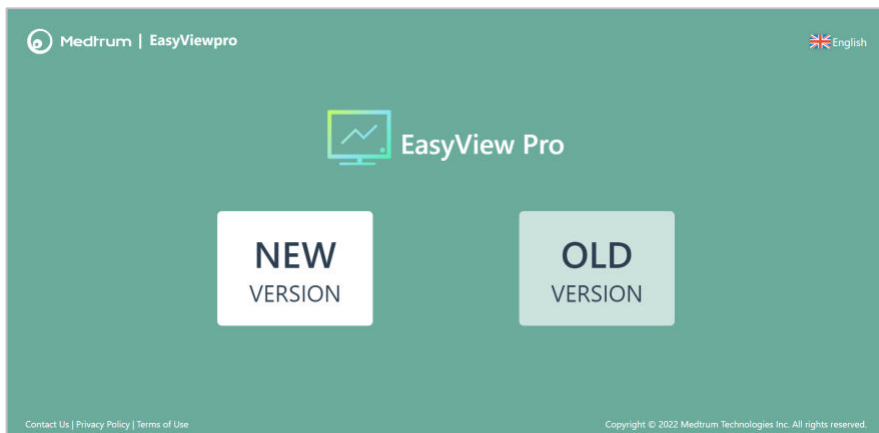 Medtrum | EasyViewpro
English
EasyView Pro
NEW
VERSION
OLD
VERSION
Contact Us | Privacy Policy | Terms of Use
Copyright © 2022 Medtrum Technologies Inc. All rights reserved.